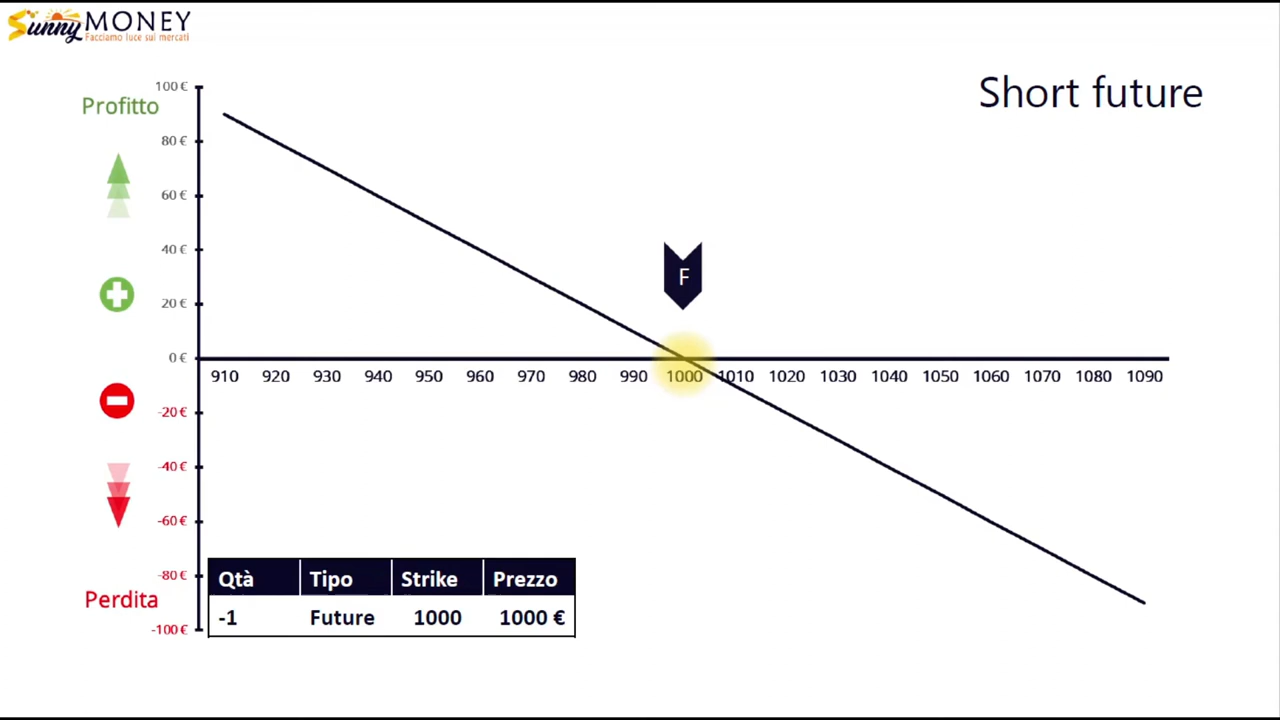 Sunny MONEY
Facciamo luce sui mercati
Short future
Profitto
100 €
80 €
60 €
40 €
20 €
0 €
-20 €
-40 €
-60 €
-80 €
-100 €
Perdita
F
910 920 930 940 950 960 970 980 990 1000 1010 1020 1030 1040 1050 1060 1070 1080 1090
Qtà Tipo Strike Prezzo
-1 Future 1000 1000 €